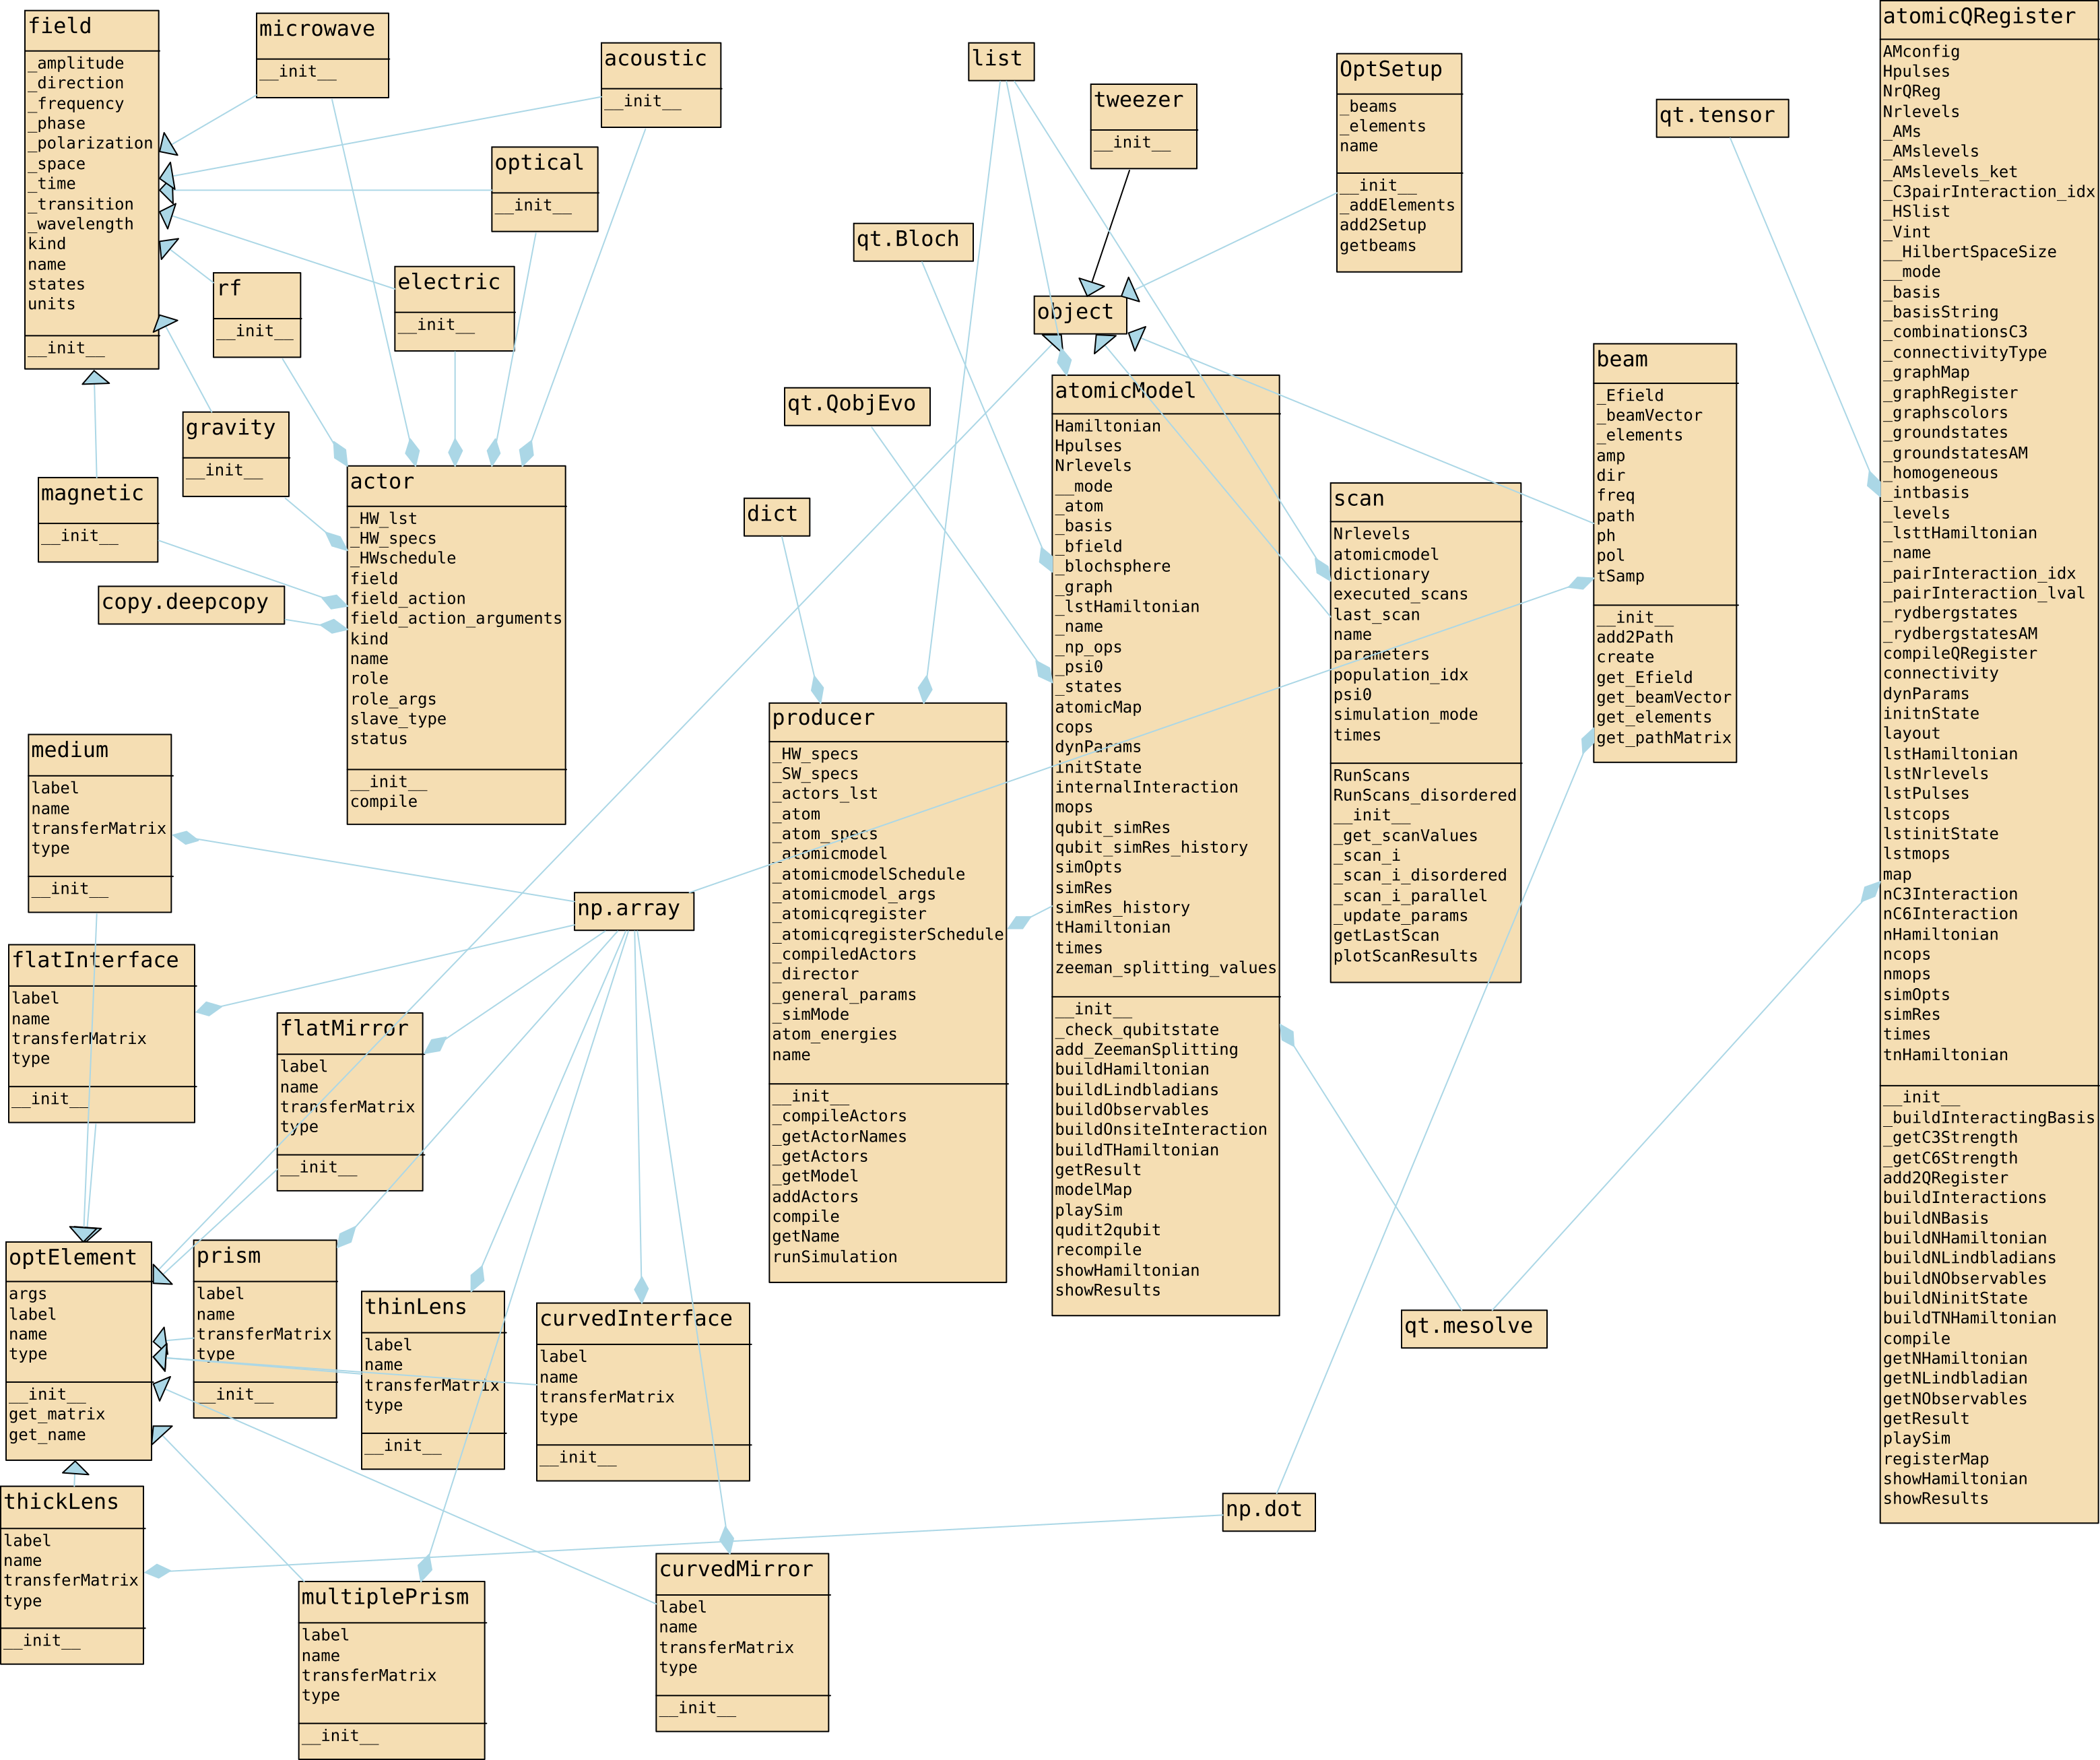 field
_amplitude
_direction
_frequency
_phase
_polarization
_space
_time
_transition
_wavelength
kind
name
states
units
__init__
microwave
__init__
acoustic
__init__
optical
__init__
electric
__init__
rf
__init__
gravity
__init__
magnetic
__init__
copy.deepcopy
actor
_HW_lst
_HW_specs
_HWschedule
field
field_action
field_action_arguments
kind
name
role
role_args
slave_type
status
__init__
compile
list
tweezer
__init__
OptSetup
_beams
_elements
name
__init__
_addElements
add2Setup
getbeams
qt.tensor
qt.Bloch
object
qt.QobjEvo
dict
atomicModel
Hamiltonian
Hpulses
Nrlevels
__mode
_atom
_basis
_bfield
_blochsphere
_graph
_lstHamiltonian
_name
_np_ops
_psi0
_states
atomicMap
cops
dynParams
initState
internalInteraction
mops
qubit_simRes
qubit_simRes_history
simOpts
simRes
simRes_history
tHamiltonian
times
zeeman_splitting_values
__init__
_check_qubitstate
add_ZeemanSplitting
buildHamiltonian
buildLindbladians
buildObservables
buildOnsiteInteraction
buildTHamiltonian
getResult
modelMap
playSim
qudit2qubit
recompile
showHamiltonian
showResults
scan
Nrlevels
atomicmodel
dictionary
executed_scans
last_scan
name
parameters
population_idx
psi0
simulation_mode
times
RunScans
RunScans_disordered
__init__
_get_scanValues
_scan_i
_scan_i_disordered
_scan_i_parallel
_update_params
getLastScan
plotScanResults
beam
_Efield
_beamVector
_elements
amp
dir
freq
path
ph
pol
tSamp
__init__
add2Path
create
get_Efield
get_beamVector
get_elements
get_pathMatrix
atomicQRegister
AMconfig
Hpulses
NrQReg
Nrlevels
_AMs
_AMslevels
_AMslevels_ket
_C3pairInteraction_idx
_HSlist
_Vint
__HilbertSpaceSize
__mode
_basis
_basisString
_combinationsC3
_connectivityType
_graphMap
_graphRegister
_graphscolors
_groundstates
_groundstatesAM
_homogeneous
_intbasis
_levels
_lsttHamiltonian
_name
_pairInteraction_idx
_pairInteraction_lval
_rydbergstates
_rydbergstatesAM
compileQRegister
connectivity
dynParams
initnState
layout
lstHamiltonian
lstNrlevels
lstPulses
lstcops
lstinitState
lstmops
map
nC3Interaction
nC6Interaction
nHamiltonian
ncops
nmops
simOpts
simRes
times
tnHamiltonian
__init__
_buildInteractingBasis
_getC3Strength
_getC6Strength
add2QRegister
buildInteractions
buildNBasis
buildNHamiltonian
buildNLindbladians
buildNObservables
buildNinitState
buildTNHamiltonian
compile
getNHamiltonian
getNLindbladian
getNObservables
getResult
playSim
registerMap
showHamiltonian
showResults
producer
_HW_specs
_SW_specs
_actors_lst
_atom
_atom_specs
_atomicmodel
_atomicmodelSchedule
_atomicmodel_args
_atomicqregister
_atomicqregisterSchedule
_compiledActors
_director
_general_params
_simMode
atom_energies
name
__init__
_compileActors
_getActorNames
_getActors
_getModel
addActors
compile
getName
runSimulation
medium
label
name
transferMatrix
type
__init__
np.array
flatInterface
label
name
transferMatrix
type
__init__
flatMirror
label
name
transferMatrix
type
__init__
optElement
args
label
name
type
__init__
get_matrix
get_name
prism
label
name
transferMatrix
type
__init__
thinLens
label
name
transferMatrix
type
__init__
curvedInterface
label
name
transferMatrix
type
__init__
qt.mesolve
thickLens
label
name
transferMatrix
type
__init__
np.dot
multiplePrism
label
name
transferMatrix
type
__init__
curvedMirror
label
name
transferMatrix
type
__init__